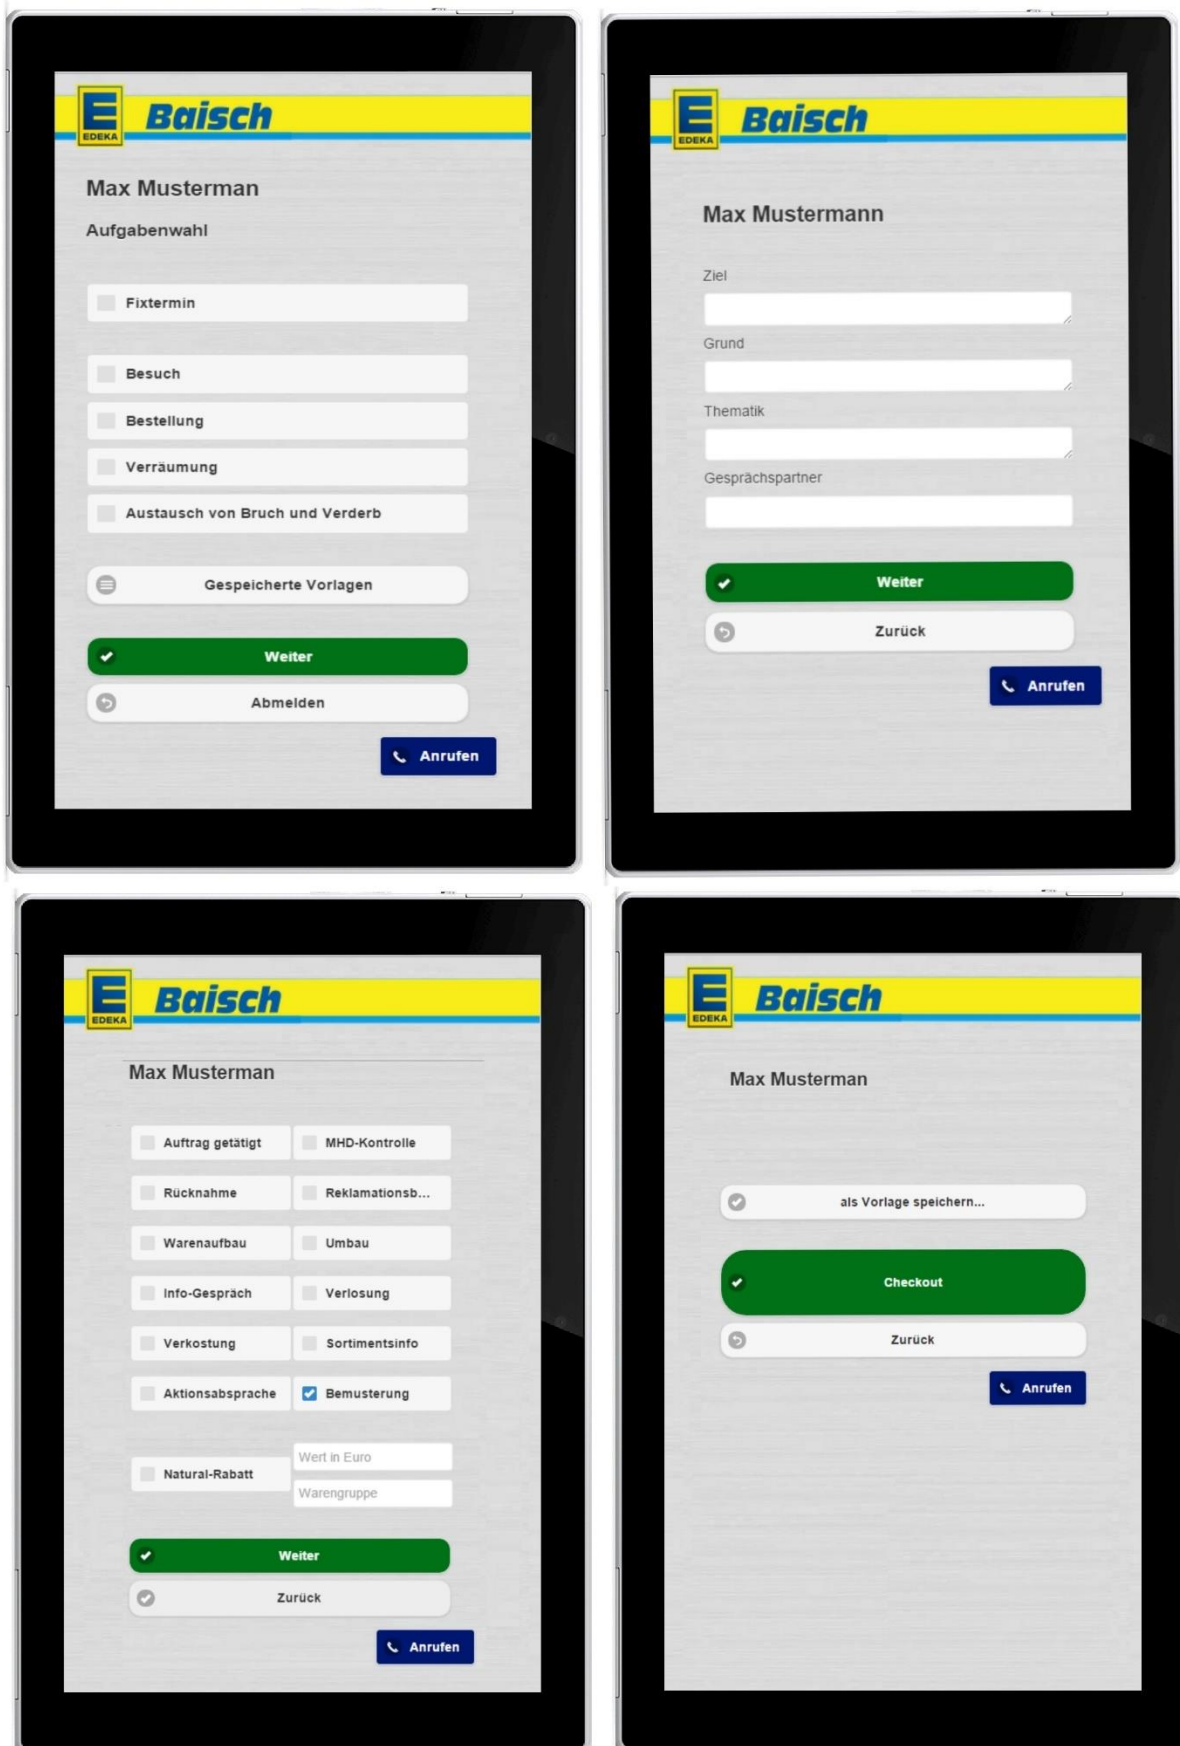 E
EDEKA
Baisch
Max Musterman
Aufgabenwahl
Fixtermin
Besuch
Bestellung
Verräumung
Austausch von Bruch und Verderb
Gespeicherte Vorlagen
Weiter
Abmelden
Anrufen
E
EDEKA
Baisch
Max Mustermann
Ziel
Grund
Thematik
Gesprächspartner
Weiter
Zurück
Anrufen
E
EDEKA
Baisch
Max Musterman
Auftrag getätigt MHD-Kontrolle
Rücknahme Reklamationsb...
Warenaufbau Umbau
Info-Gespräch Verlosung
Verkostung Sortimentsinfo
Aktionsabsprache Bemusterung
Wert in Euro
Natural-Rabatt
Warengruppe
Weiter
Zurück
Anrufen
E
EDEKA
Baisch
Max Musterman
als Vorlage speichern...
Checkout
Zurück
Anrufen